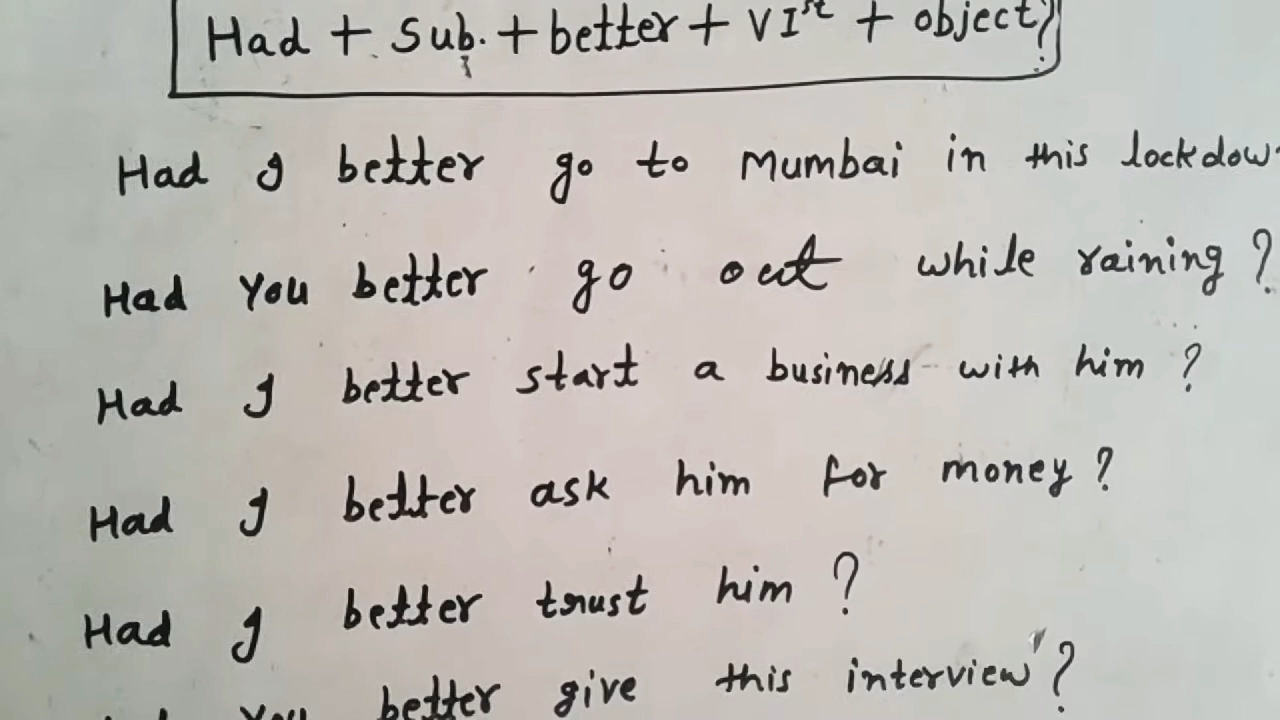 Had + Sub. + better + VIst + object?
Had I better go to Mumbai in this lockdow
Had You better go out while raining ?
Had I better start a business with him ?
Had I better ask him for money ?
Had I better trust him ?
You better give this interview ?